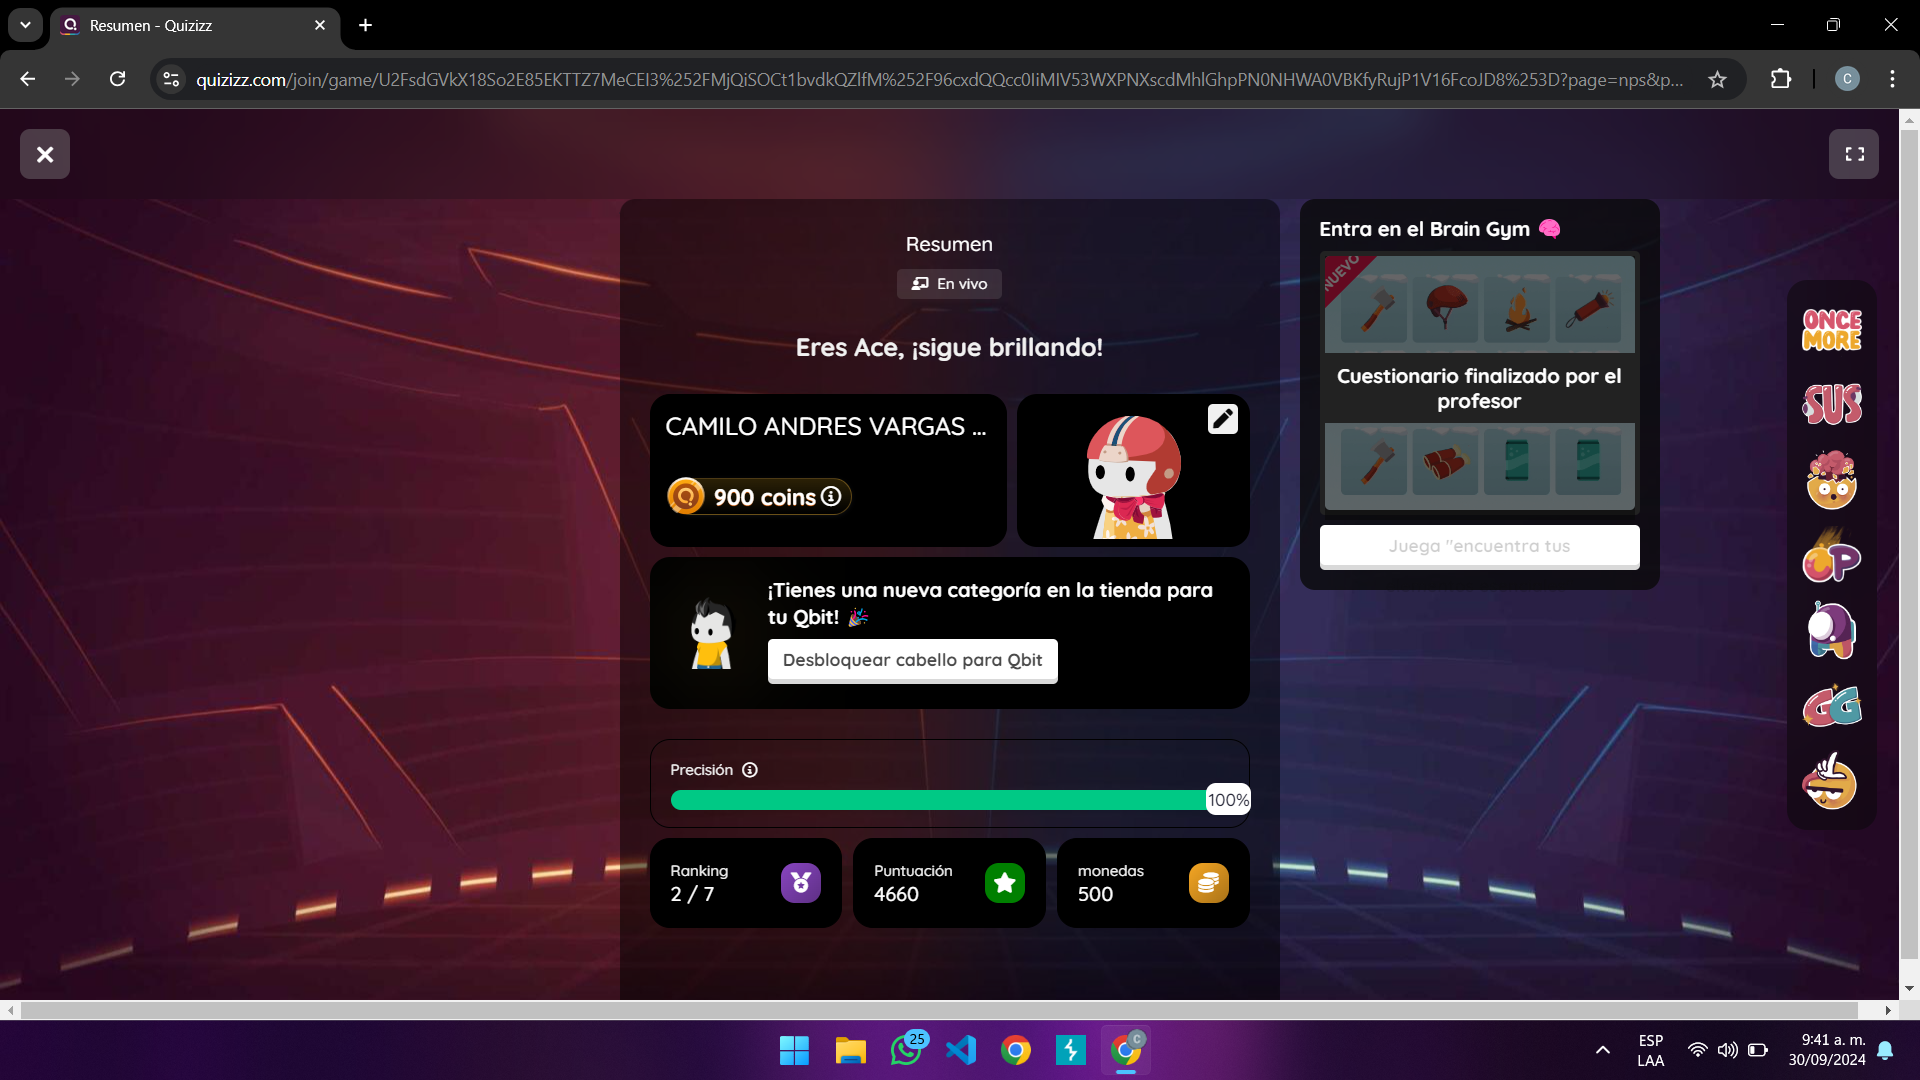 Resumen - Quizizz
quizizz.com/join/game/U2FsdGVkX18So2E85EKTTZ7MeCEI3%252FMjQiSOCt1bvdkQZlfM%252F96cxdQQcc0IiMIV53WXPNXscdMhlGhpPN0NHWA0VBKfyRujP1V16FcoJD8%253D?page=nps&p...
C
Resumen
En vivo
Eres Ace, ¡sigue brillando!
CAMILO ANDRES VARGAS ...
900 coins
¡Tienes una nueva categoría en la tienda para
tu Qbit!
Desbloquear cabello para Qbit
Precisión
100%
Ranking
2 / 7
Puntuación
4660
monedas
500
Entra en el Brain Gym
NUEVO
Cuestionario finalizado por el
profesor
Juega "encuentra tus
ONCE
MORE
SUS
OP
GG
25
C
ESP
LAA
9:41 a. m.
30/09/2024